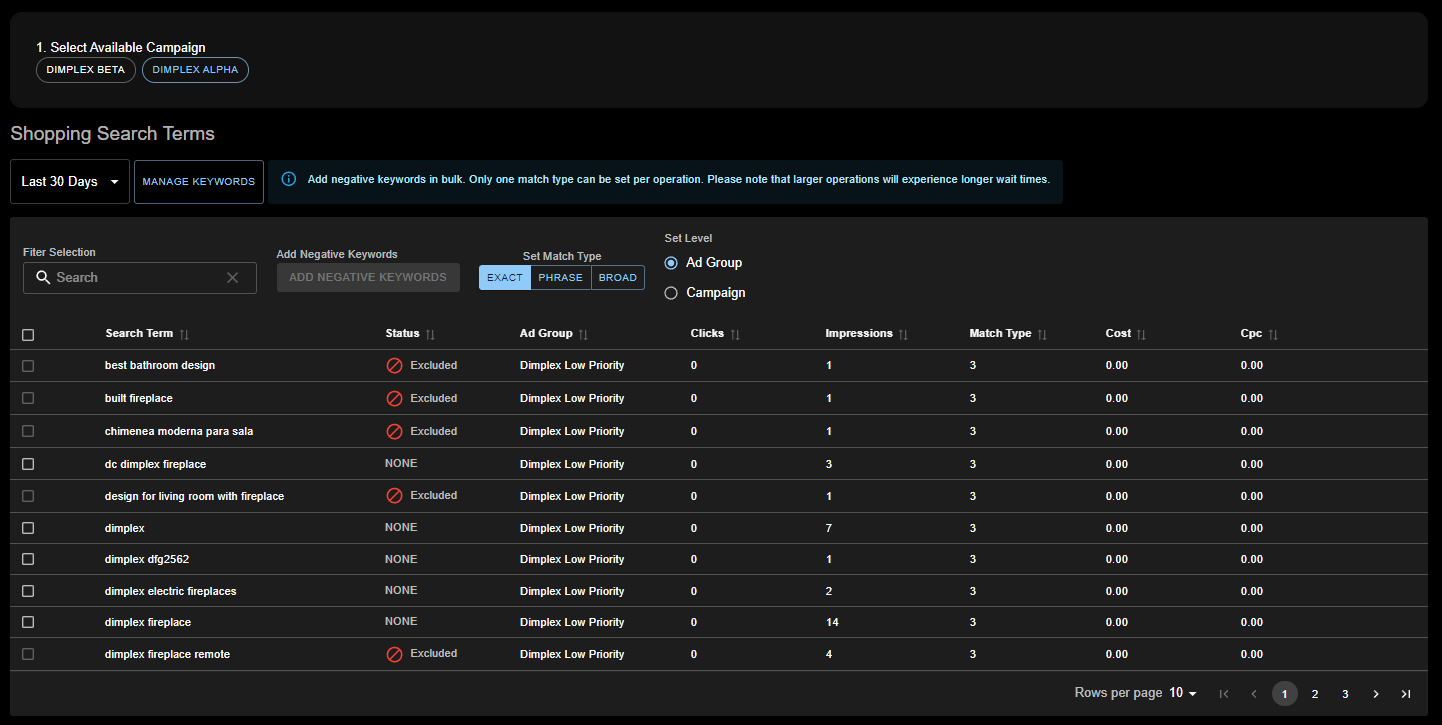 1. Select Available Campaign
DIMPLEX BETA DIMPLEX ALPHA
Shopping Search Terms
Last 30 Days MANAGE KEYWORDS Add negative keywords in bulk. Only one match type can be set per operation. Please note that larger operations will experience longer wait times.
Set Level
Fiter Selection Add Negative Keywords Set Match Type
Ad Group
Search ADD NEGATIVE KEYWORDS EXACT PHRASE BROAD
Campaign
Search Term Status Ad Group Clicks Impressions Match Type Cost Cpc
best bathroom design Excluded Dimplex Low Priority 0 1 3 0.00 0.00
built fireplace Excluded Dimplex Low Priority 0 1 3 0.00 0.00
chimenea moderna para sala Excluded Dimplex Low Priority 0 1 3 0.00 0.00
dc dimplex fireplace NONE Dimplex Low Priority 0 3 3 0.00 0.00
design for living room with fireplace Excluded Dimplex Low Priority 0 1 3 0.00 0.00
dimplex NONE Dimplex Low Priority 0 7 3 0.00 0.00
dimplex dfg2562 NONE Dimplex Low Priority 0 1 3 0.00 0.00
dimplex electric fireplaces NONE Dimplex Low Priority 0 2 3 0.00 0.00
dimplex fireplace NONE Dimplex Low Priority 0 14 3 0.00 0.00
dimplex fireplace remote Excluded Dimplex Low Priority 0 4 3 0.00 0.00
Rows per page 10 1 2 3